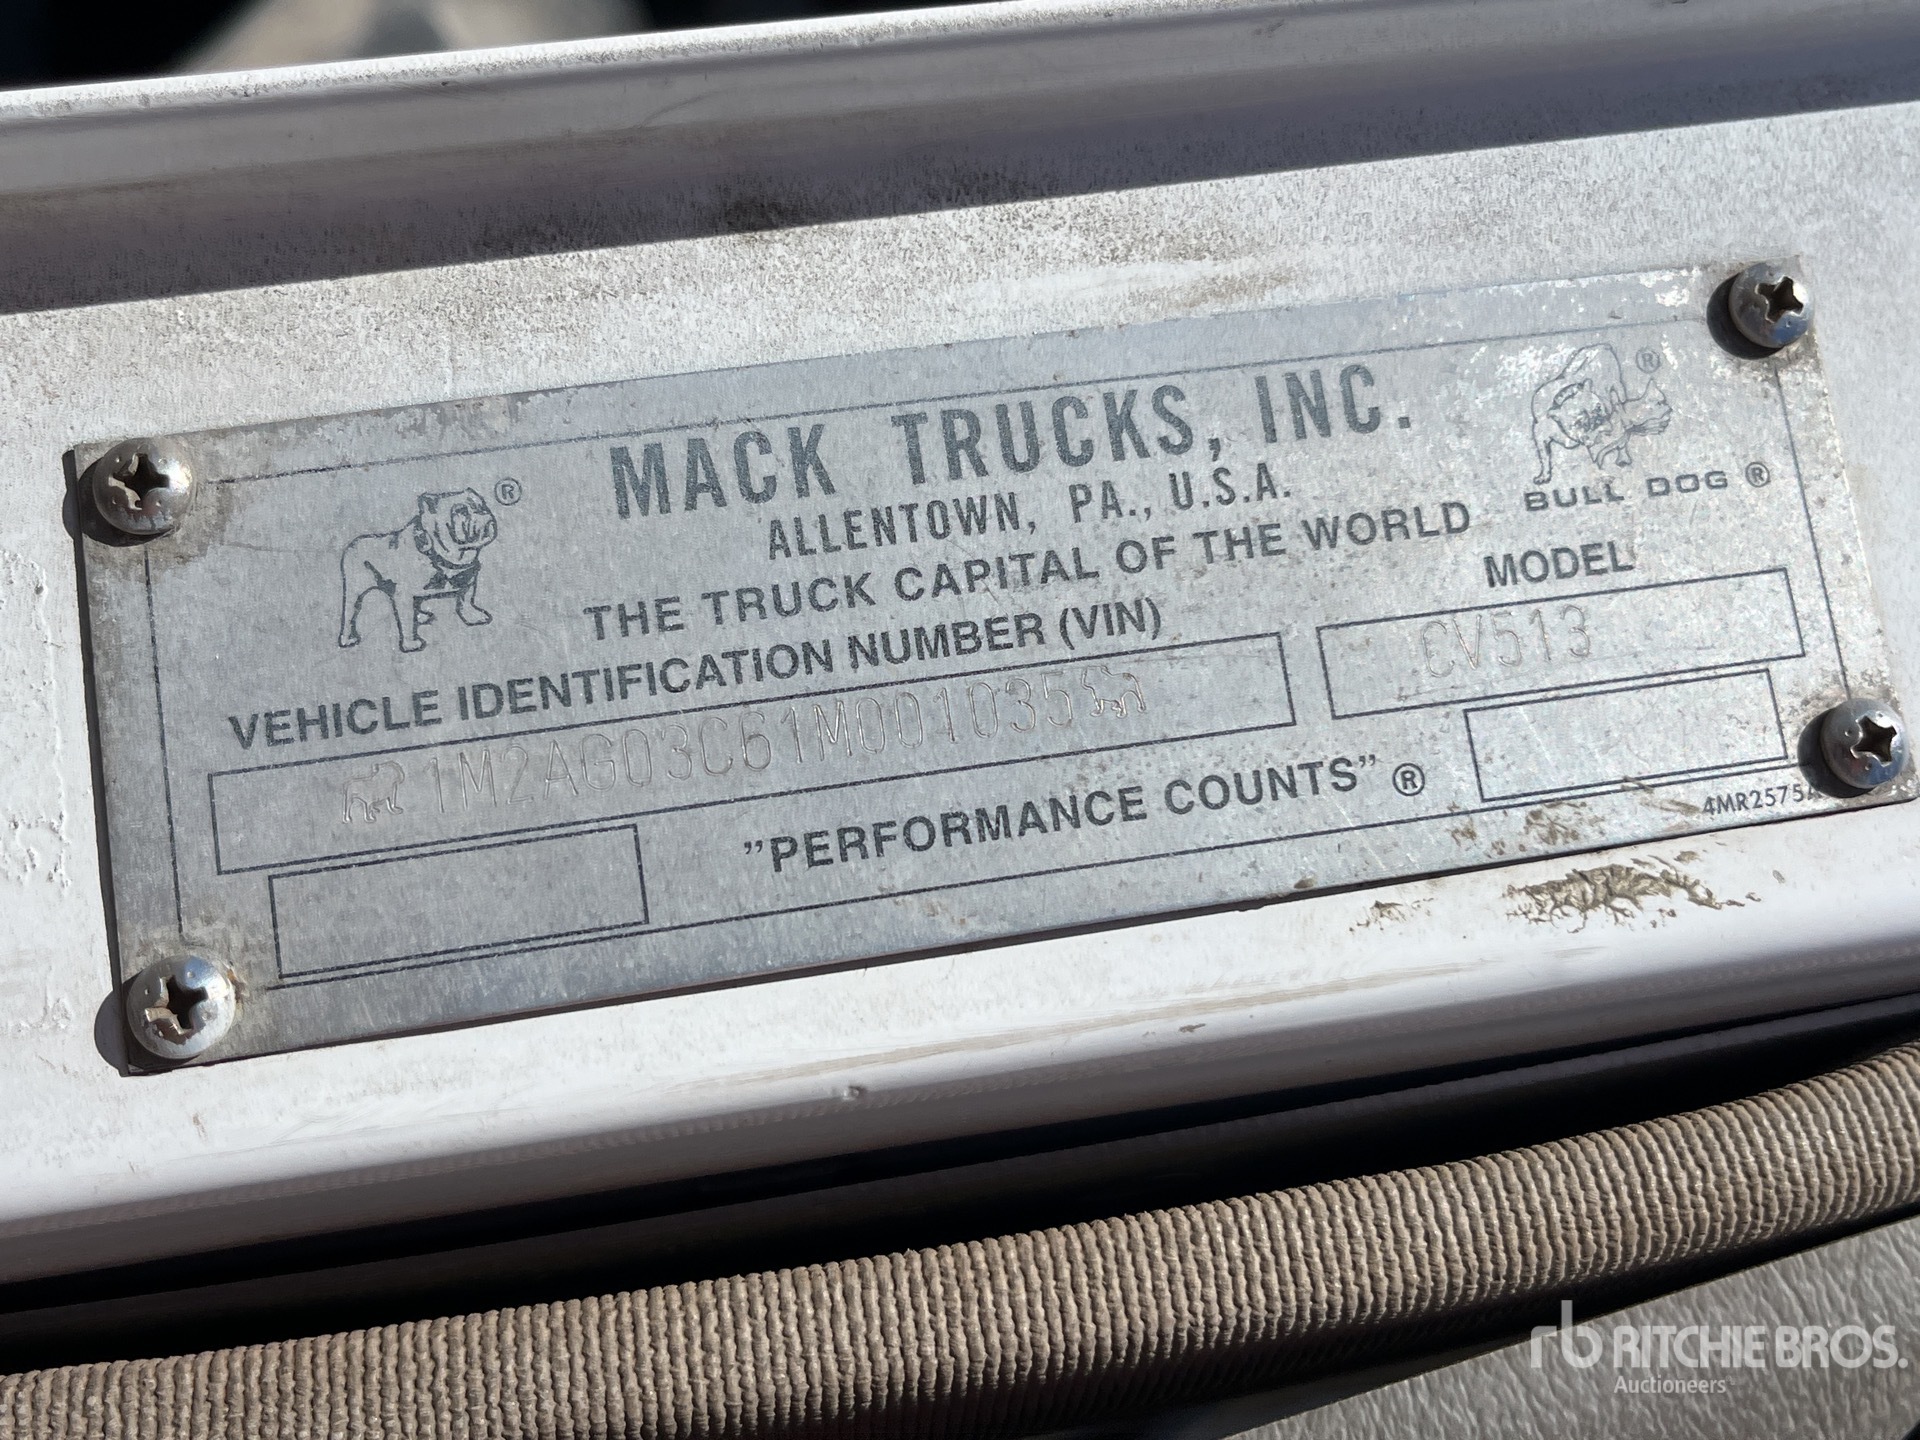 MACK TRUCKS, INC.
ALLENTOWN, PA., U.S.A.
THE TRUCK CAPITAL OF THE WORLD
®
®
BULL DOG ®
VEHICLE IDENTIFICATION NUMBER (VIN)
MODEL
1M2AG03C61M001035
CV513
"PERFORMANCE COUNTS" ®
rb RITCHIE BROS.
Auctioneers